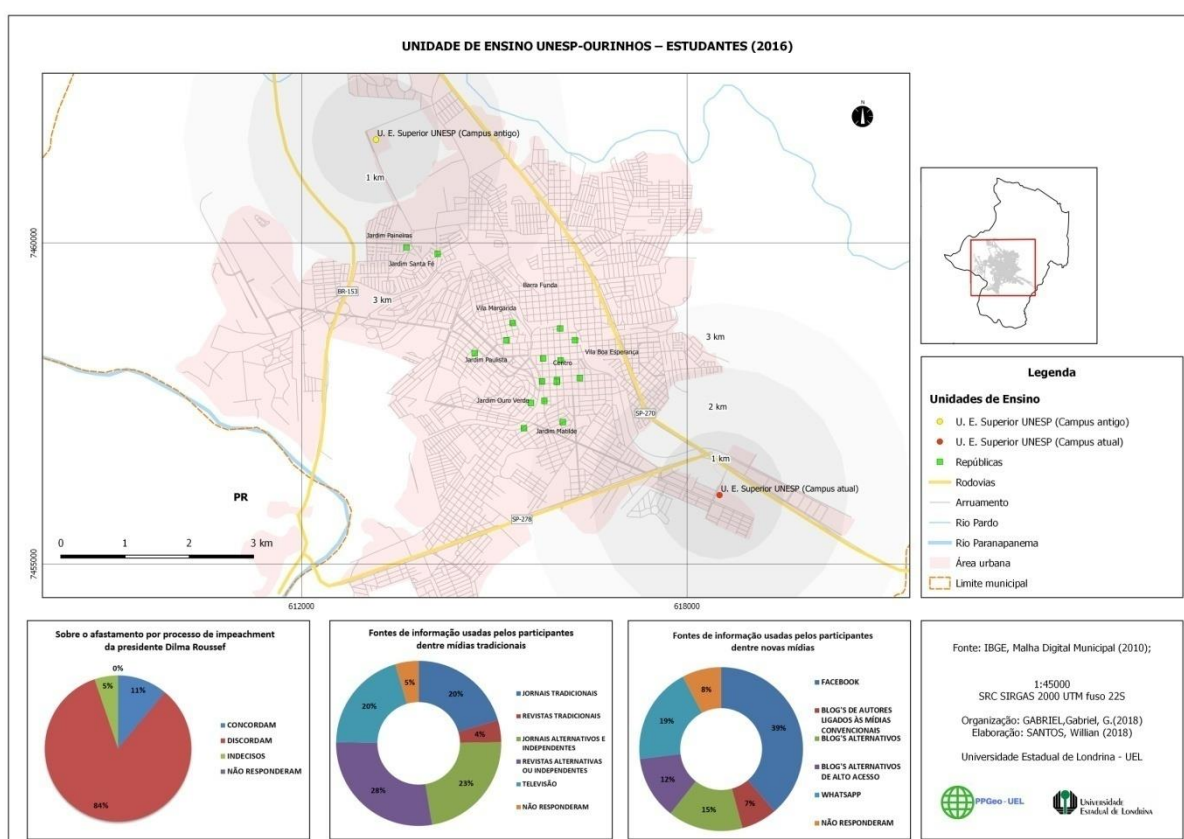 UNIDADE DE ENSINO UNESP-OURINHOS – ESTUDANTES (2016)
N
U. E. Superior UNESP (Campus antigo)
1 km
Jardim Paineiras
Jardim Santa Fé
7460000
BR-153
3 km
Barra Funda
Vila Margarida
3 km
Jardim Paulista
Centro
Vila Boa Esperança
Jardim Ouro Verde
2 km
SP-270
Jardim Matilde
1 km
U. E. Superior UNESP (Campus atual)
PR
SP-278
0 1 2 3 km
7455000
612000
618000
Legenda
Unidades de Ensino
U. E. Superior UNESP (Campus antigo)
U. E. Superior UNESP (Campus atual)
Repúblicas
Rodovias
Arruamento
Rio Pardo
Rio Paranapanema
Área urbana
Limite municipal
Sobre o afastamento por processo de impeachment
da presidente Dilma Roussef
0%
5%
11%
84%
CONCORDAM
DISCORDAM
INDECISOS
NÃO RESPONDERAM
Fontes de informação usadas pelos participantes
dentre mídias tradicionais
5%
20%
20%
4%
28%
23%
JORNAIS TRADICIONAIS
REVISTAS TRADICIONAIS
JORNAIS ALTERNATIVOS E
INDEPENDENTES
REVISTAS ALTERNATIVAS
OU INDEPENDENTES
TELEVISÃO
NÃO RESPONDERAM
Fontes de informação usadas pelos participantes
dentre novas mídias
8%
19%
39%
12%
15%
7%
FACEBOOK
BLOG'S DE AUTORES
LIGADOS ÀS MÍDIAS
CONVENCIONAIS
BLOG'S ALTERNATIVOS
BLOG'S ALTERNATIVOS
DE ALTO ACESSO
WHATSAPP
NÃO RESPONDERAM
Fonte: IBGE, Malha Digital Municipal (2010);
1:45000
SRC SIRGAS 2000 UTM fuso 22S
Organização: GABRIEL,Gabriel, G.(2018)
Elaboração: SANTOS, Willian (2018)
Universidade Estadual de Londrina - UEL
PPGeo - UEL
Universidade
Estadual de Londrina